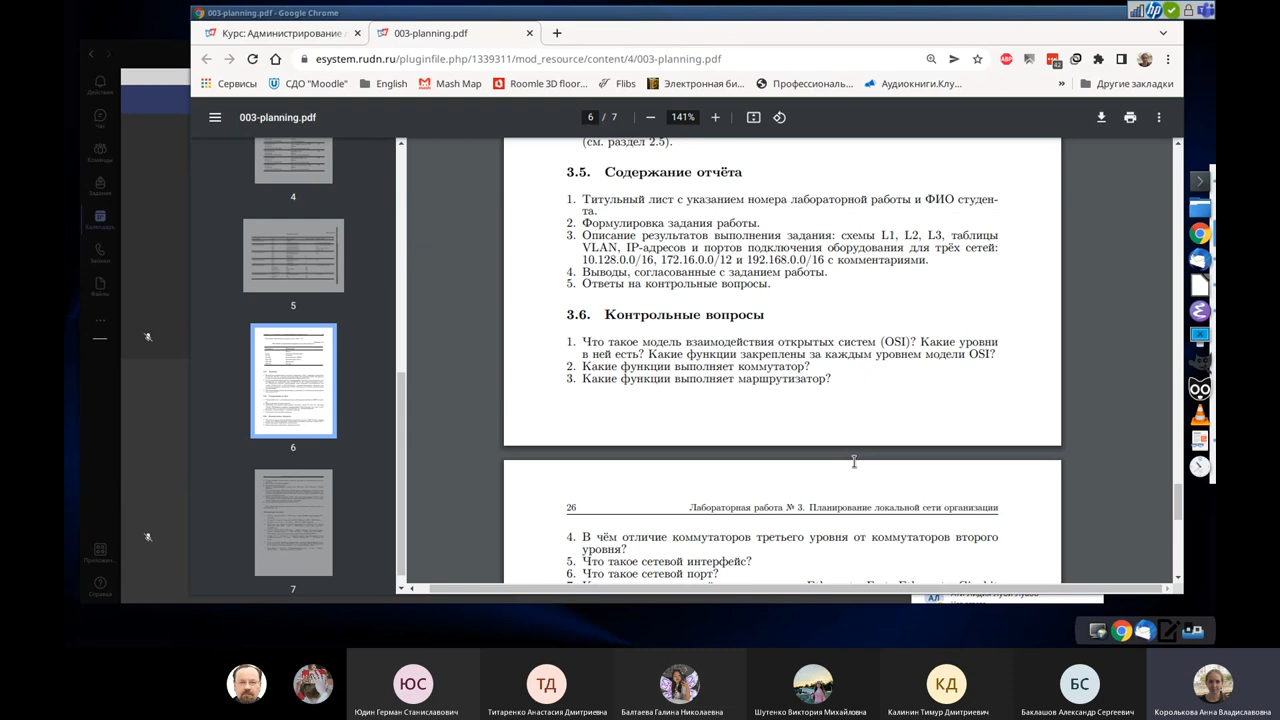 003-planning.pdf - Google Chrome
Курс: Администрирование
003-planning.pdf
esystem.rudn.ru/pluginfile.php/1339311/mod_resource/content/4/003-planning.pdf
Сервисы
СДО "Moodle"
English
Mash Map
Roomle 3D floor...
Flibs
Электронная би...
Профессиональ...
Аудиокниги.Клу...
»
Другие закладки
003-planning.pdf
6 / 7
141%
(см. раздел 2.5).
3.5. Содержание отчёта
1. Титульный лист с указанием номера лабораторной работы и ФИО студен-
та.
2. Формулировка задания работы.
3. Описание результатов выполнения задания: схемы L1, L2, L3, таблицы
VLAN, IP-адресов и портов подключения оборудования для трёх сетей:
10.128.0.0/16, 172.16.0.0/12 и 192.168.0.0/16 с комментариями.
4. Выводы, согласованные с заданием работы.
5. Ответы на контрольные вопросы.
3.6. Контрольные вопросы
1. Что такое модель взаимодействия открытых систем (OSI)? Какие уровни
в ней есть? Какие функции закреплены за каждым уровнем модели OSI?
2. Какие функции выполняет коммутатор?
3. Какие функции выполняет маршрутизатор?
26 Лабораторная работа № 3. Планирование локальной сети организации
4. В чём отличие коммутаторов третьего уровня от коммутаторов второго
уровня?
5. Что такое сетевой интерфейс?
6. Что такое сетевой порт?
4
5
6
7
Действия
Чат
Команды
Задания
Календарь
Звонки
Файлы
Приложен...
Справка
АЛ
ЮС
ТД
КД
БС
Юдин Герман Станиславович
Титаренко Анастасия Дмитриевна
Балтаева Галина Николаевна
Шутенко Виктория Михайловна
Калинин Тимур Дмитриевич
Баклашов Александр Сергеевич
Королькова Анна Владиславовна